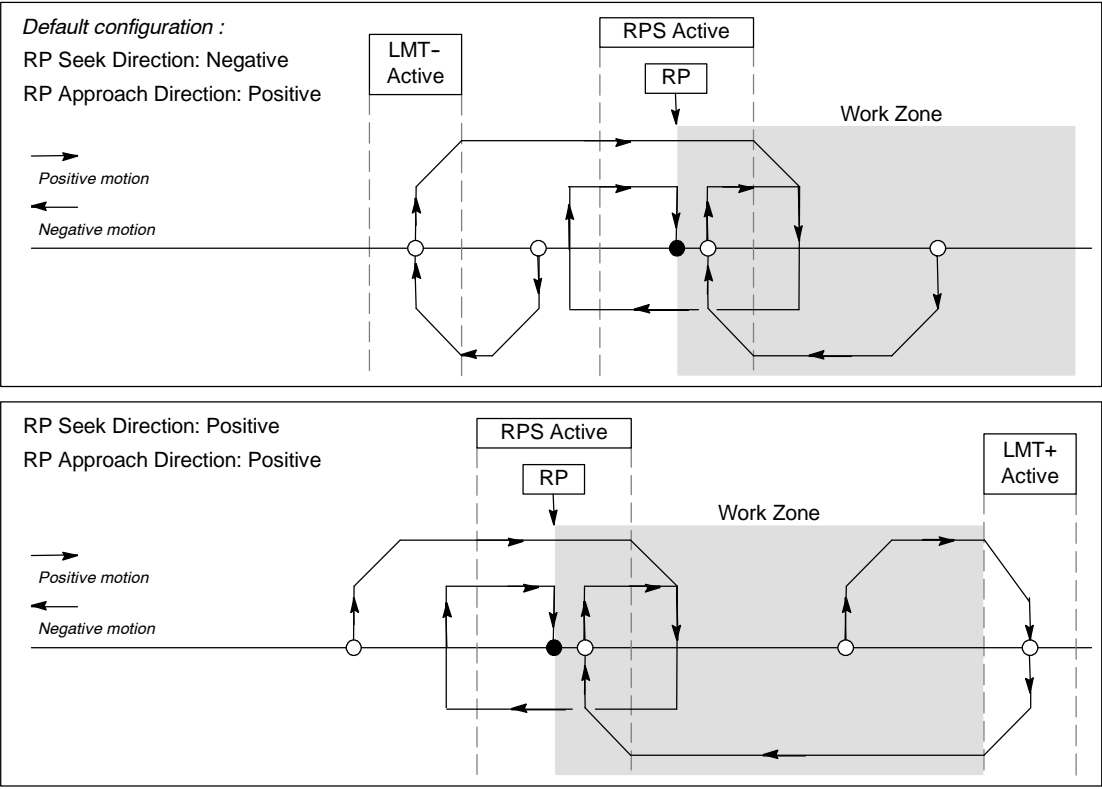 Default configuration :
RP Seek Direction: Negative
RP Approach Direction: Positive
LMT-
Active
RPS Active
RP
Work Zone
Positive motion
Negative motion
RP Seek Direction: Positive
RP Approach Direction: Positive
RPS Active
RP
LMT+
Active
Work Zone
Positive motion
Negative motion